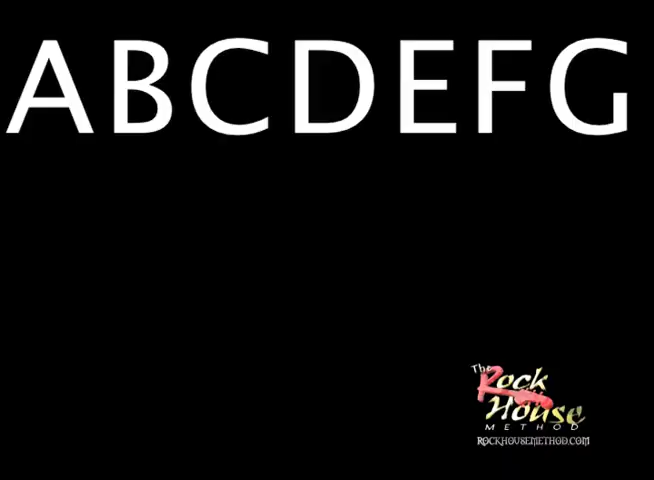 ABCDEFG
The
Rock
House
METHOD
ROCKHOUSEMETHOD.COM